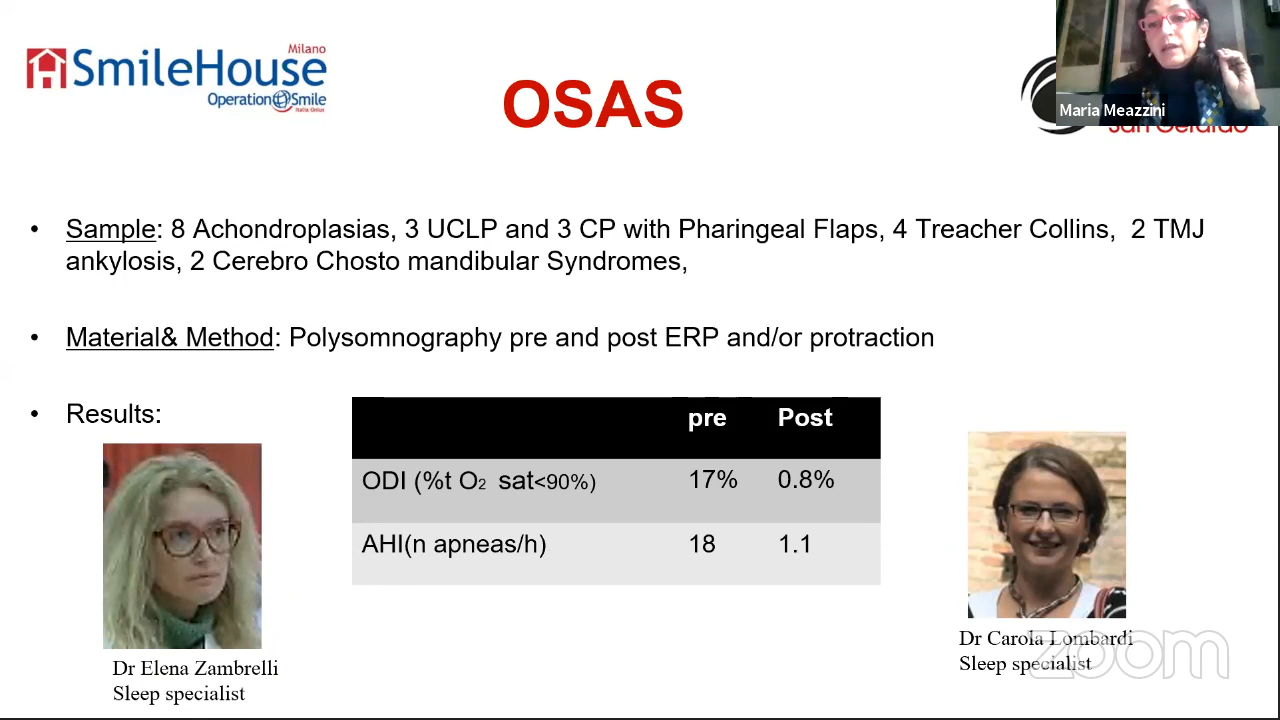 Milano
SmileHouse
Operation Smile
Italia Onlus
OSAS
Maria Meazzini
San Gerardo
• Sample: 8 Achondroplasias, 3 UCLP and 3 CP with Pharingeal Flaps, 4 Treacher Collins, 2 TMJ
ankylosis, 2 Cerebro Chosto mandibular Syndromes,
• Material& Method: Polysomnography pre and post ERP and/or protraction
• Results:
pre Post
ODI (%t O2 sat<90%) 17% 0.8%
AHI(n apneas/h) 18 1.1
Dr Elena Zambrelli
Sleep specialist
Dr Carola Lombardi
Sleep specialist
zoom